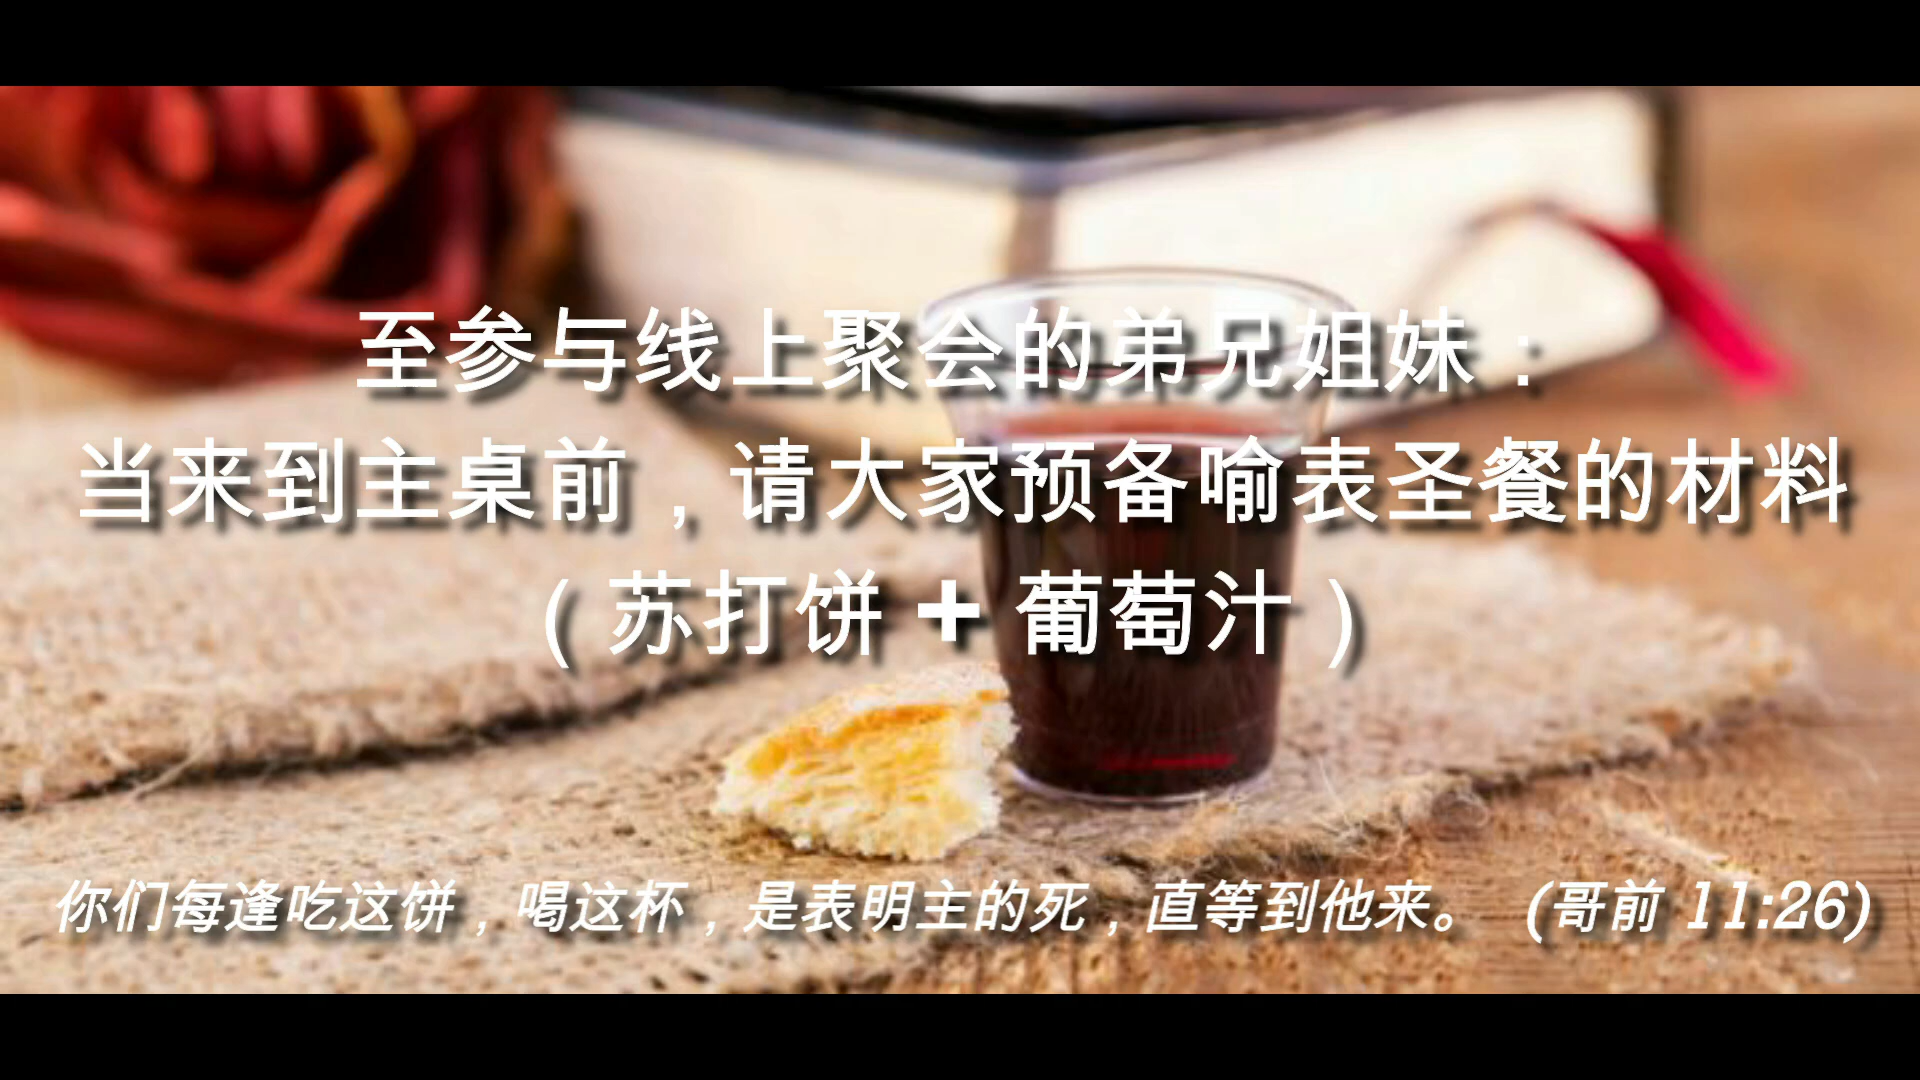 至参与线上聚会的弟兄姐妹：
当来到主桌前，请大家预备喻表圣餐的材料
（苏打饼 + 葡萄汁）
你们每逢吃这饼，喝这杯，是表明主的死，直等到他来。 (哥前 11:26)